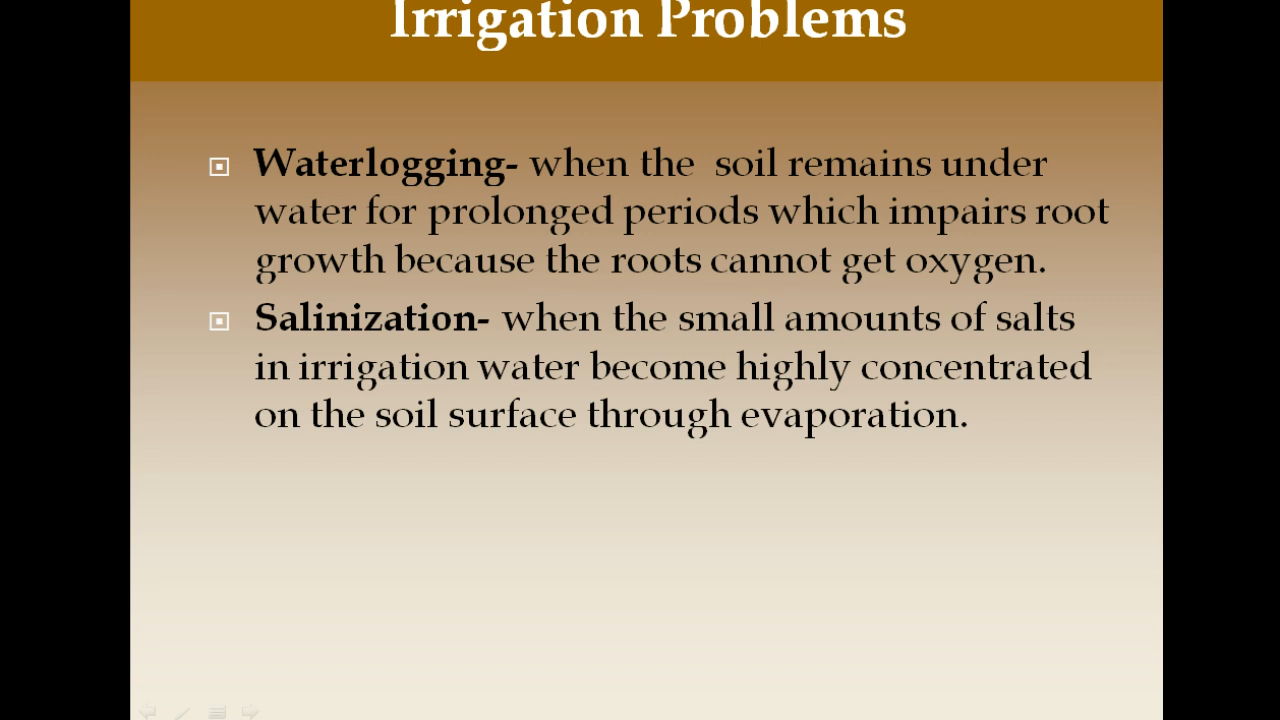 Irrigation Problems
Waterlogging- when the soil remains under
water for prolonged periods which impairs root
growth because the roots cannot get oxygen.
Salinization- when the small amounts of salts
in irrigation water become highly concentrated
on the soil surface through evaporation.